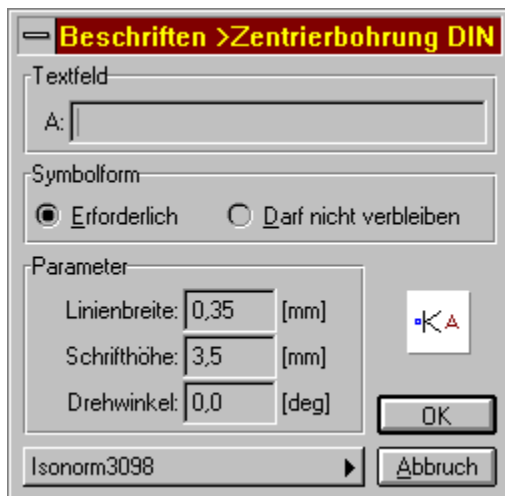 Beschriften >Zentrierbohrung DIN
Textfeld
A:
Symbolform
Erforderlich Darf nicht verbleiben
Parameter
Linienbreite: 0,35 [mm]
Schrifthöhe: 3,5 [mm]
Drehwinkel: 0,0 [deg]
A
OK
Isonorm3098
Abbruch